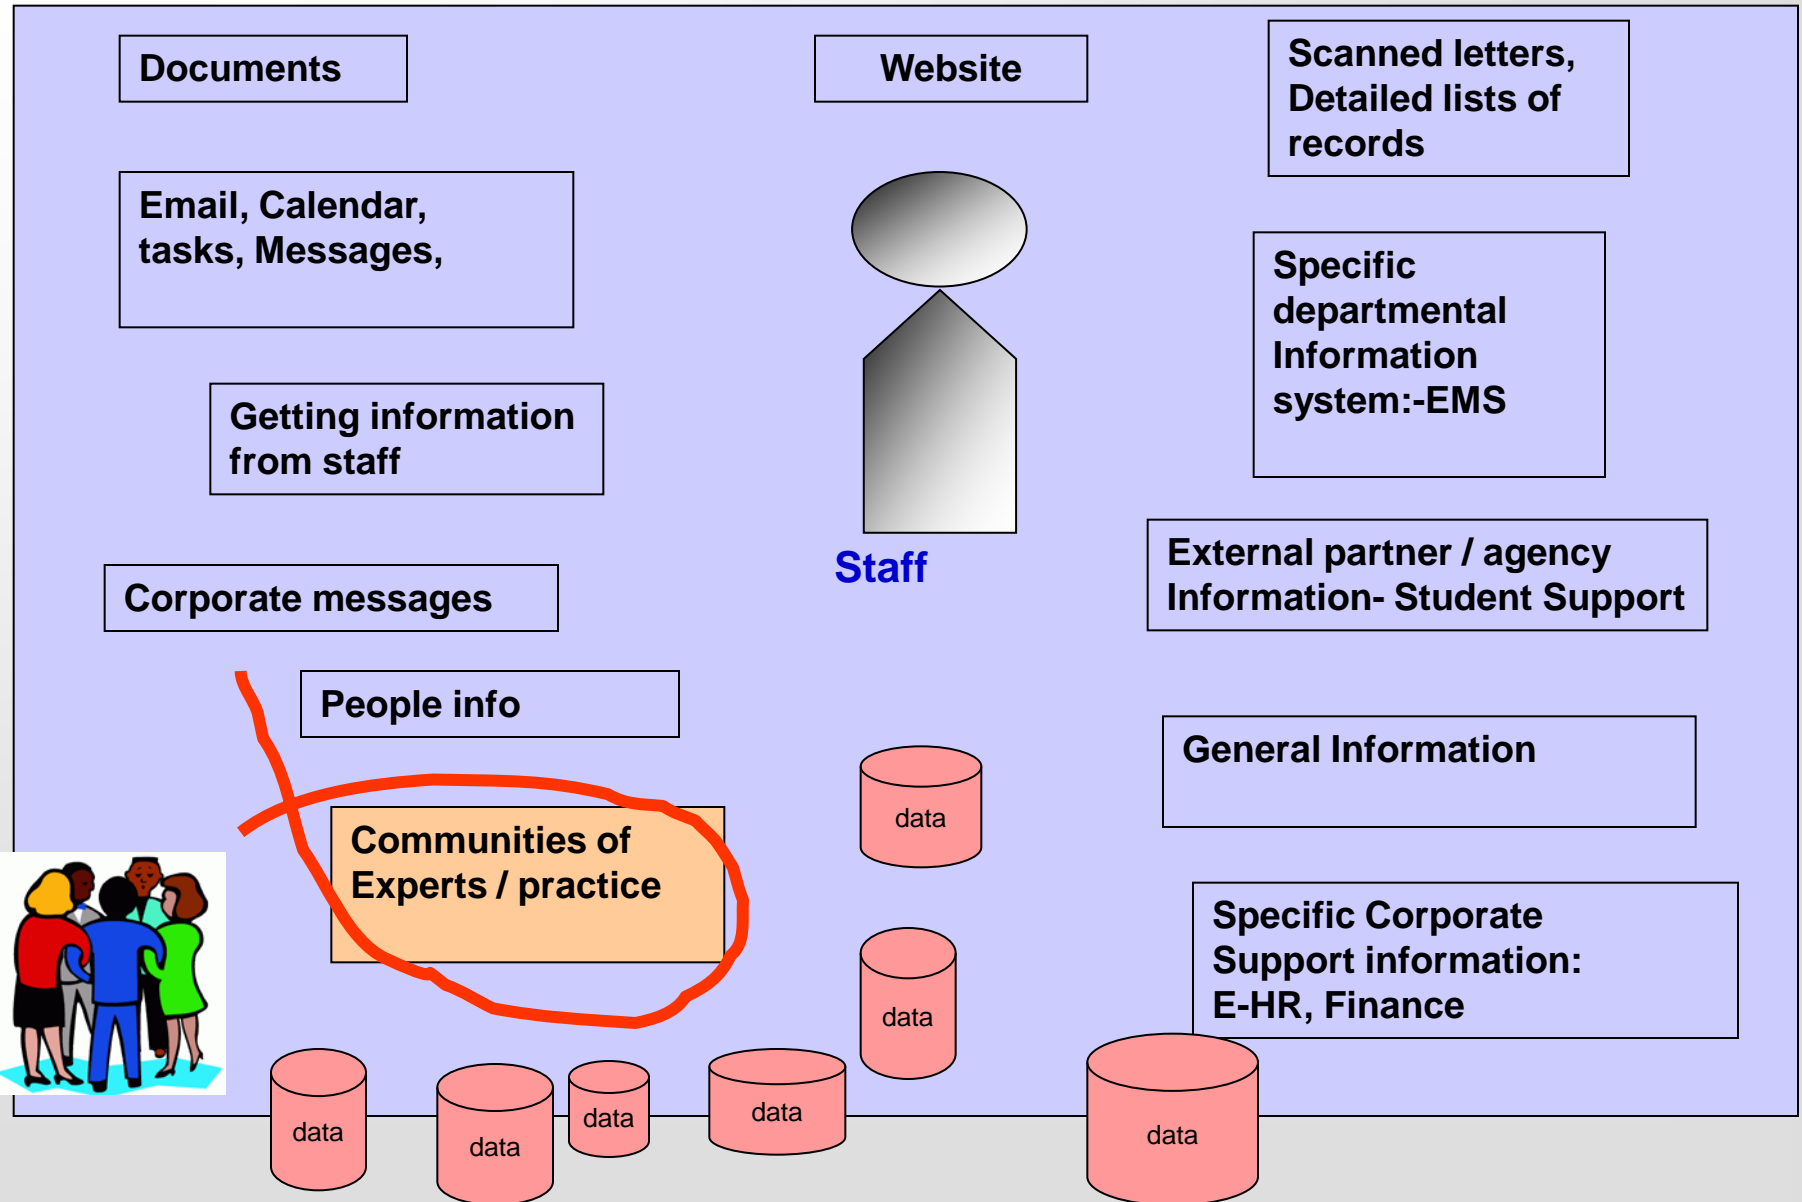 Documents
Website
Scanned letters,
Detailed lists of
records
Email, Calendar,
tasks, Messages,
Specific
departmental
Information
system:-EMS
Getting information
from staff
Staff
External partner / agency
Information- Student Support
Corporate messages
People info
General Information
Communities of
Experts / practice
data
Specific Corporate
Support information:
E-HR, Finance
data
data
data
data
data
data